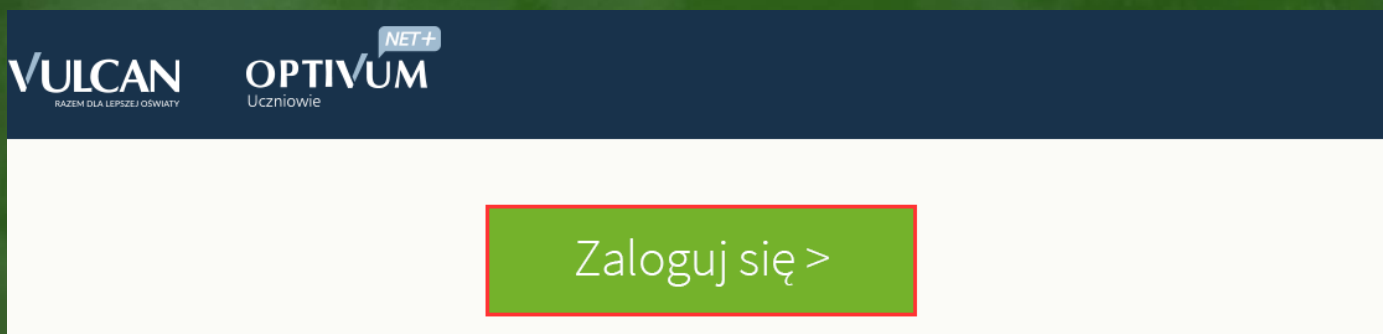 VULCAN
RAZEM DLA LEPSZEJ OŚWIATY
NET+
OPTIVUM
Uczniowie
Zaloguj się >